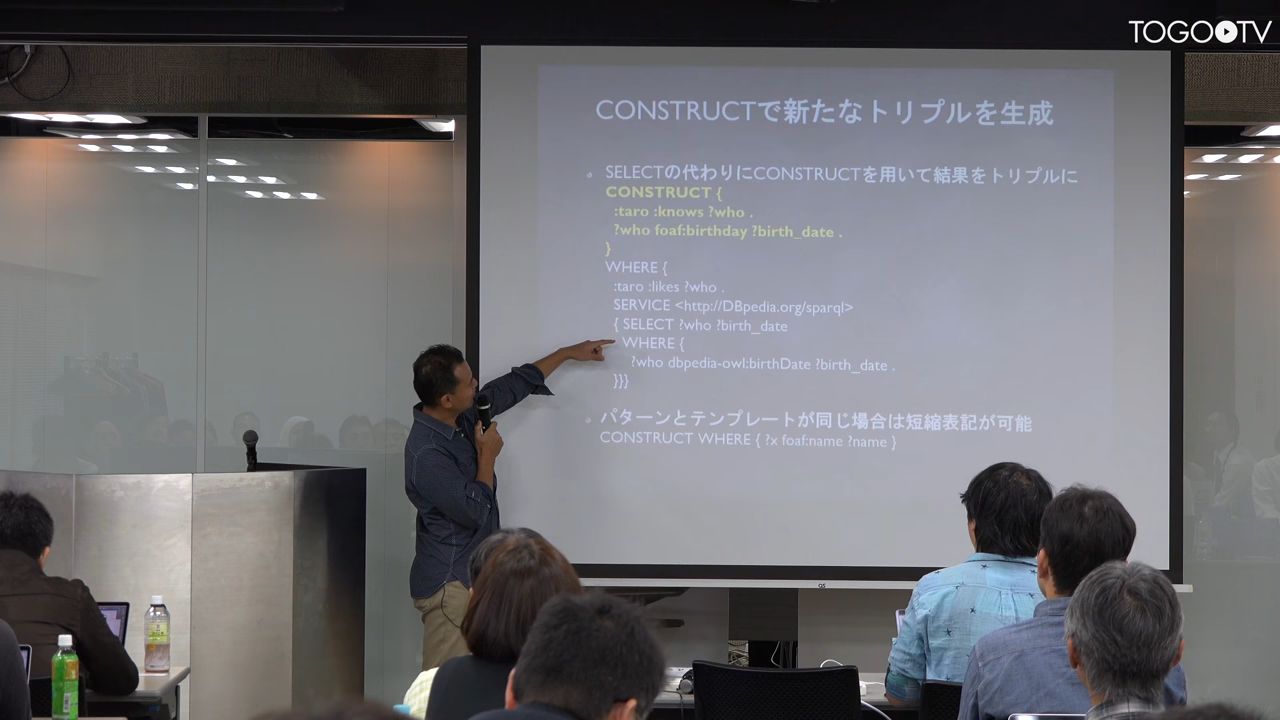 TOGOTV
CONSTRUCTで新たなトリプルを生成
SELECTの代わりにCONSTRUCTを用いて結果をトリプルに
CONSTRUCT {
:taro :knows ?who .
?who foaf:birthday ?birth_date .
}
WHERE {
:taro :likes ?who .
SERVICE <http://DBpedia.org/sparql>
{ SELECT ?who ?birth_date
WHERE {
?who dbpedia-owl:birthDate ?birth_date .
}}}
パターンとテンプレートが同じ場合は短縮表記が可能
CONSTRUCT WHERE { ?x foaf:name ?name }